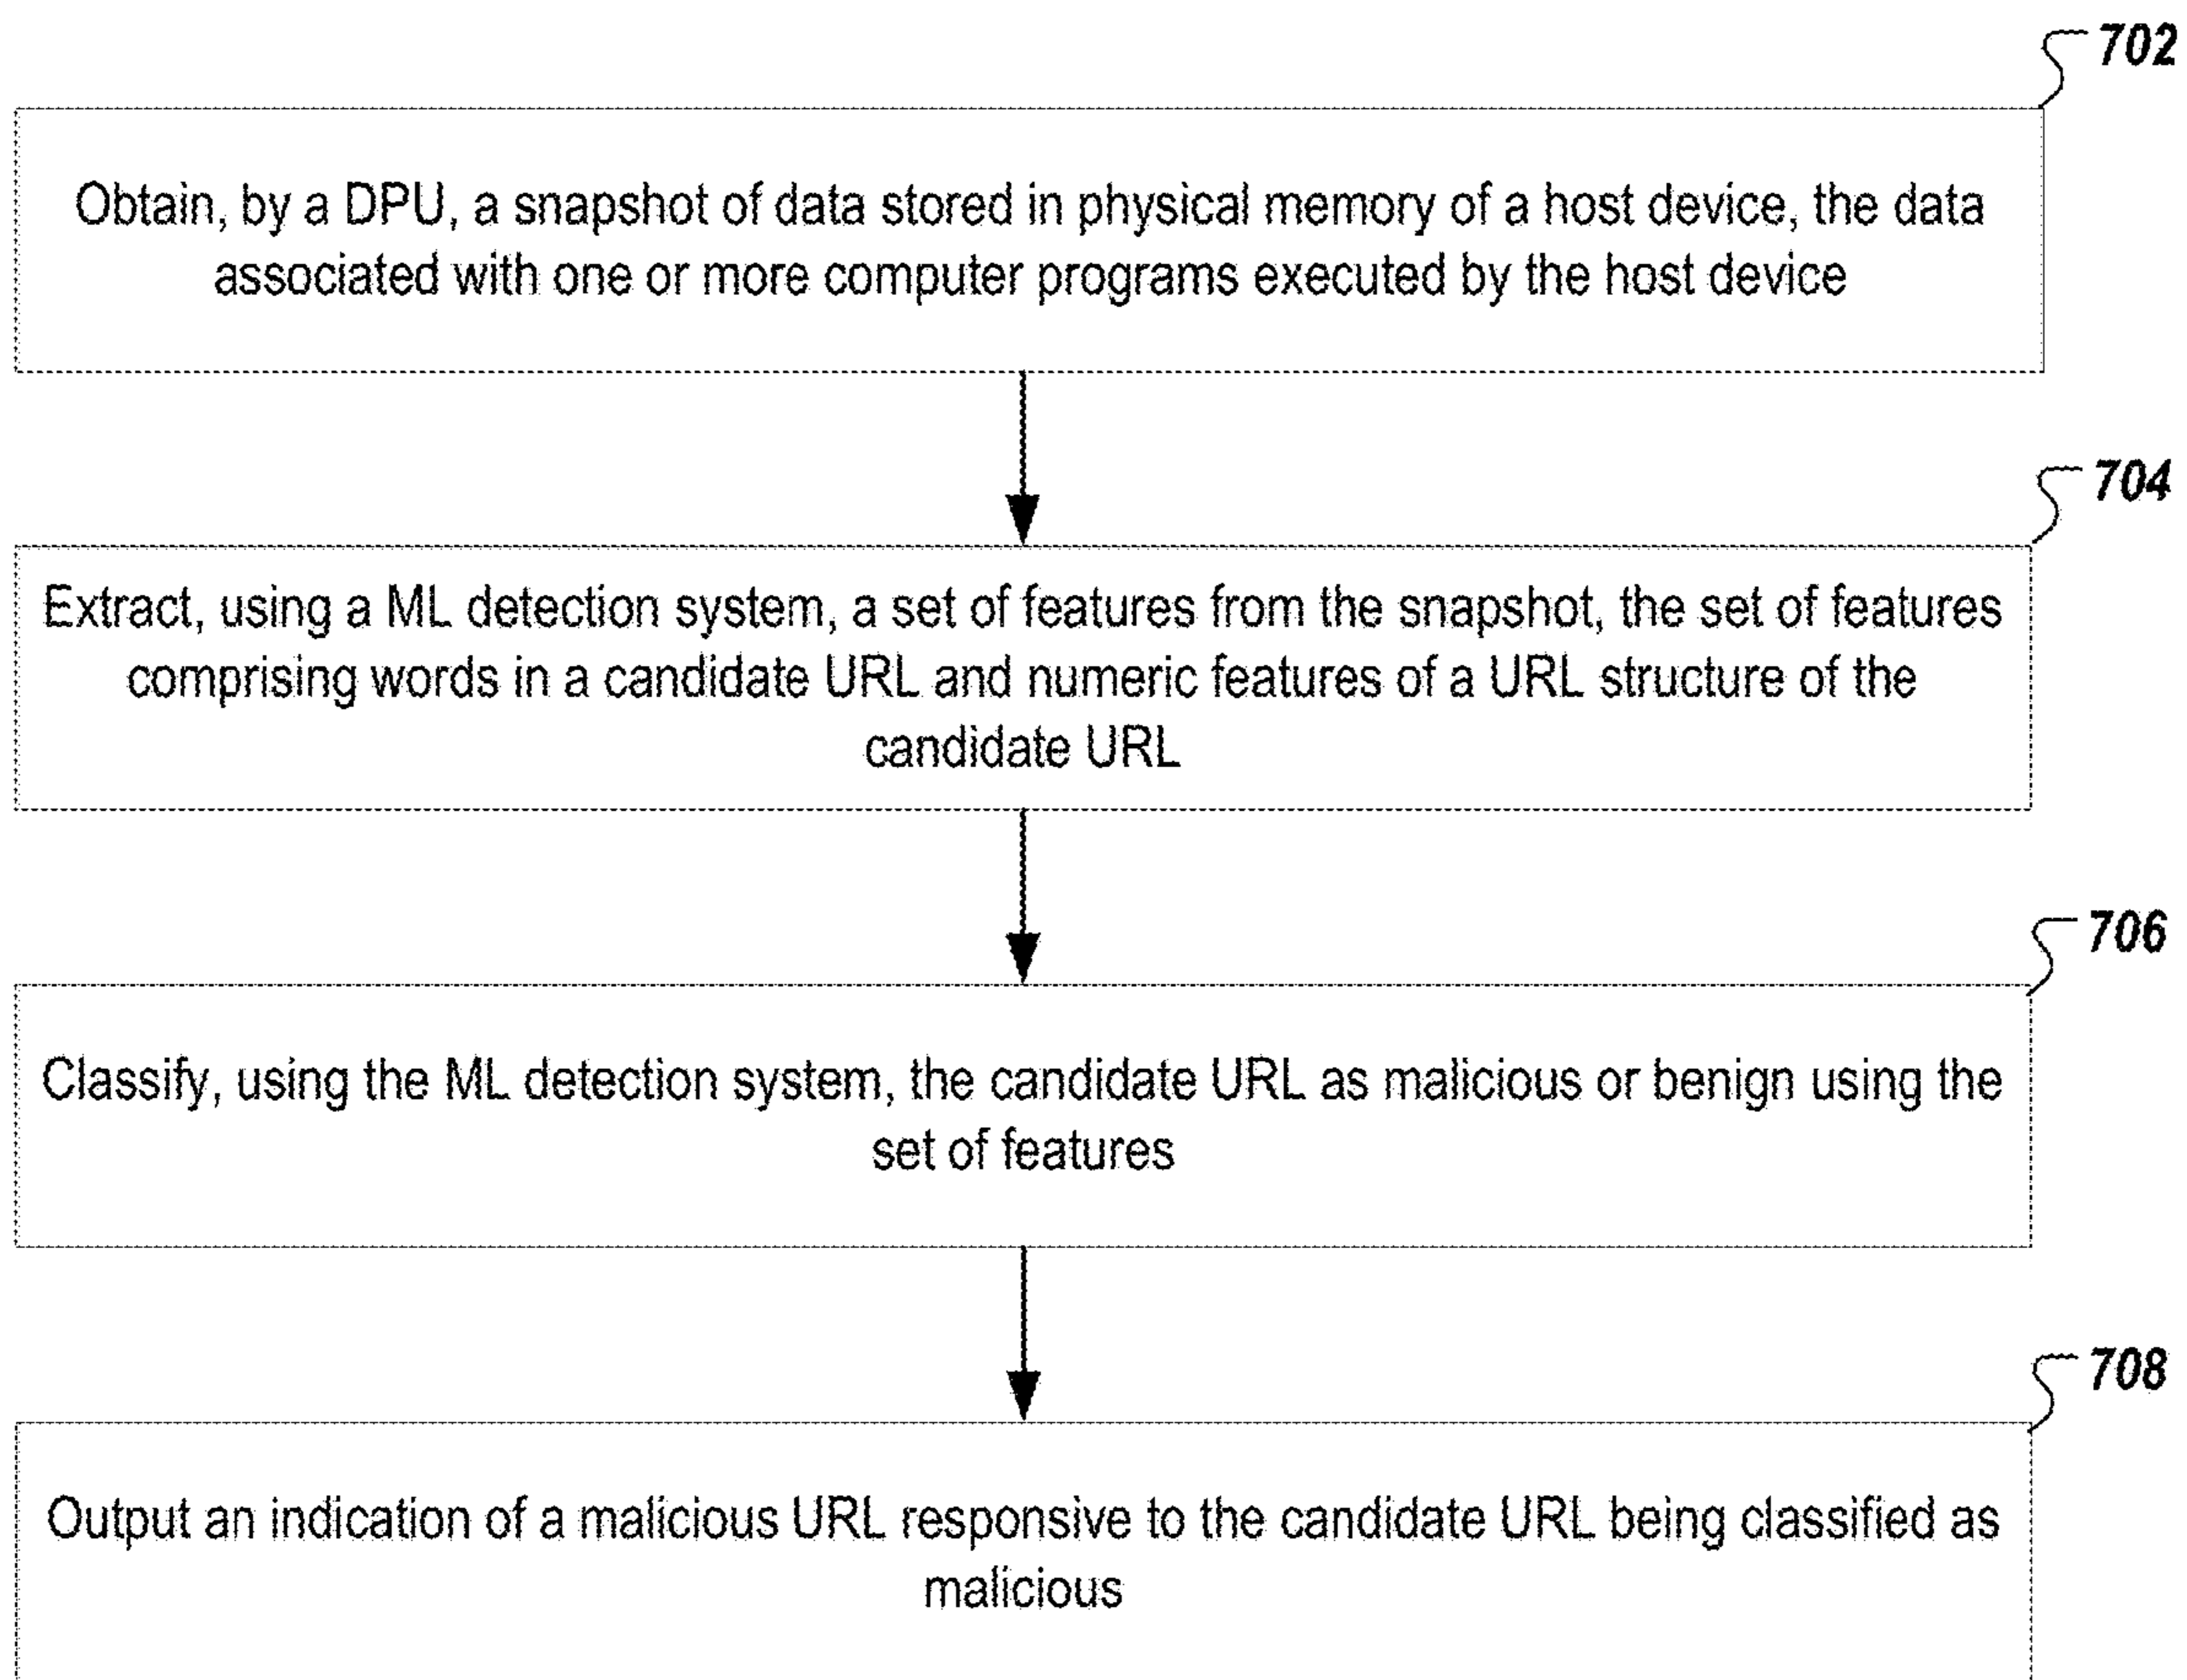 702
Obtain, by a DPU, a snapshot of data stored in physical memory of a host device, the data
associated with one or more computer programs executed by the host device
704
Extract, using a ML detection system, a set of features from the snapshot, the set of features
comprising words in a candidate URL and numeric features of a URL structure of the
candidate URL
706
Classify, using the ML detection system, the candidate URL as malicious or benign using the
set of features
708
Output an indication of a malicious URL responsive to the candidate URL being classified as
malicious